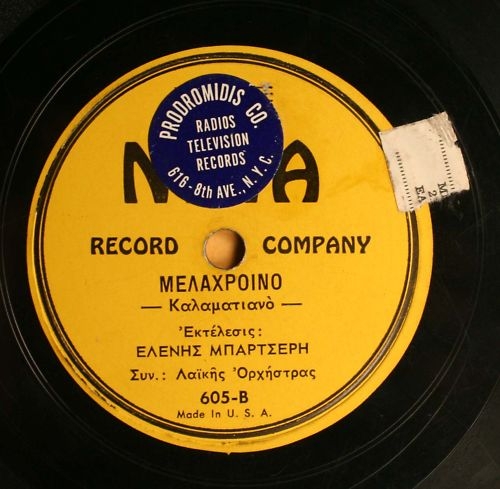 PRODROMIDIS CO.
RADIOS
TELEVISION
RECORDS
616 - 8th AVE., N.Y.C.
RECORD COMPANY
ΜΕΛΑΧΡΟΙΝΟ
— Καλαματιανὸ —
Ἐκτέλεσις:
ΕΛΕΝΗΣ ΜΠΑΡΤΣΕΡΗ
Συν.: Λαϊκῆς Ὀρχήστρας
605-B
Made In U. S. A.